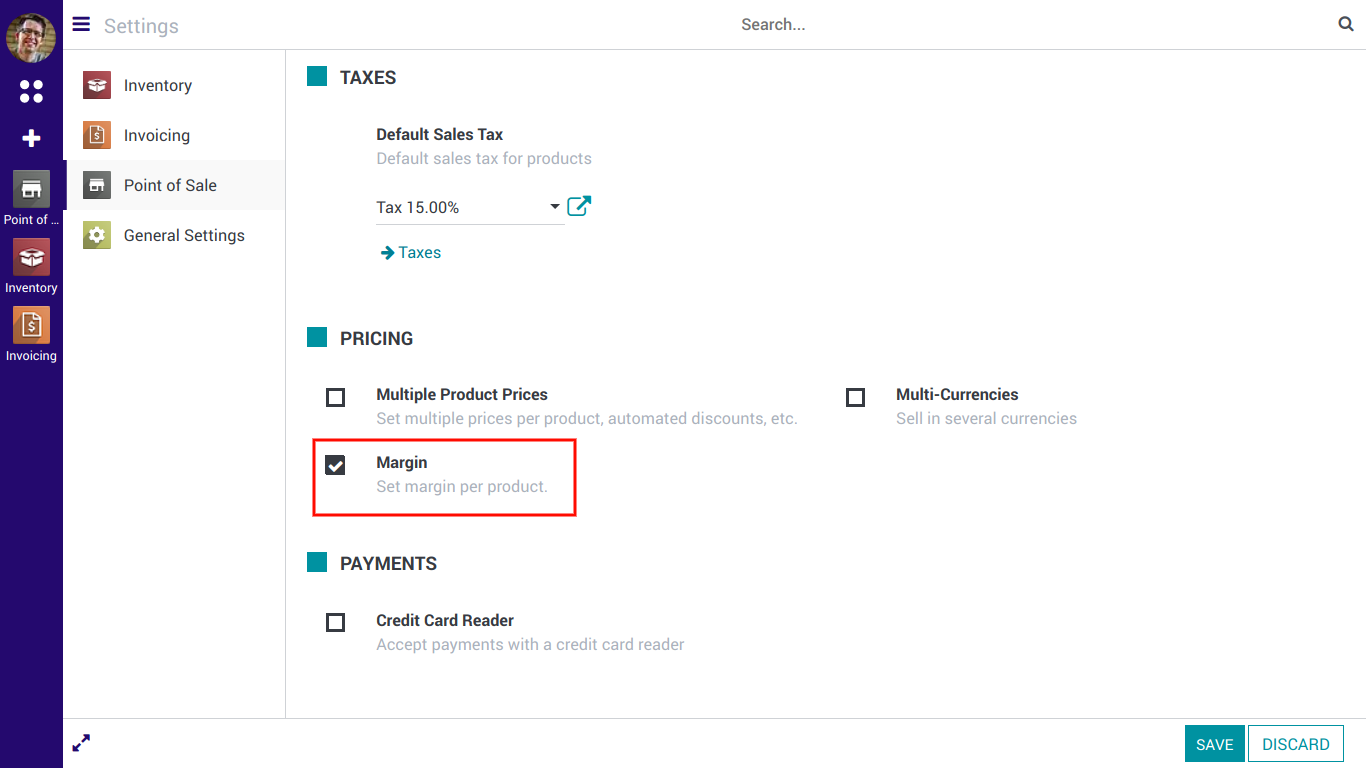 Settings
Search...
Point of ...
Inventory
Invoicing
Inventory
Invoicing
Point of Sale
General Settings
TAXES
Default Sales Tax
Default sales tax for products
Tax 15.00%
Taxes
PRICING
Multiple Product Prices
Set multiple prices per product, automated discounts, etc.
Multi-Currencies
Sell in several currencies
Margin
Set margin per product.
PAYMENTS
Credit Card Reader
Accept payments with a credit card reader
SAVE
DISCARD